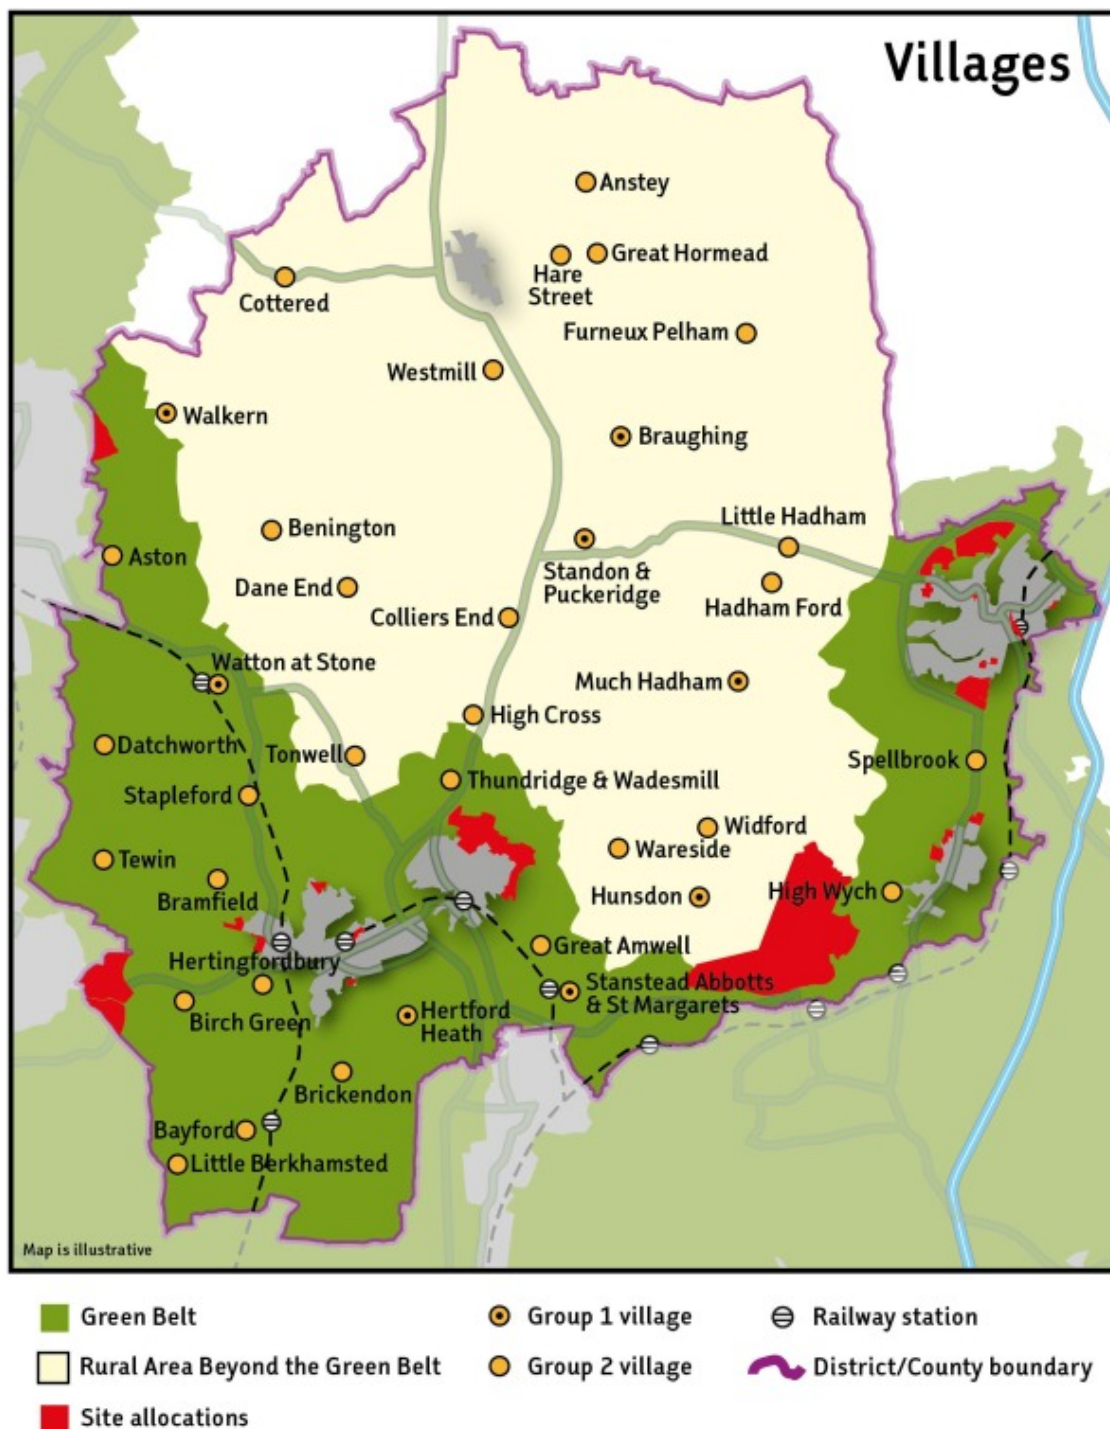 Villages
Anstey
Great Hormead
Hare
Street
Cottered
Furneux Pelham
Westmill
Walkern
Braughing
Little Hadham
Benington
Aston
Standon &
Puckeridge
Dane End
Hadham Ford
Colliers End
Watton at Stone
Much Hadham
High Cross
Datchworth
Tonwell
Spellbrook
Thundridge & Wadesmill
Stapleford
Widford
Wareside
Tewin
Bramfield
Hunsdon
High Wych
Great Amwell
Hertingfordbury
Stanstead Abbotts
& St Margarets
Birch Green
Hertford
Heath
Brickendon
Bayford
Little Berkhamsted
Map is illustrative
Green Belt
Group 1 village
Railway station
Rural Area Beyond the Green Belt
Group 2 village
District/County boundary
Site allocations